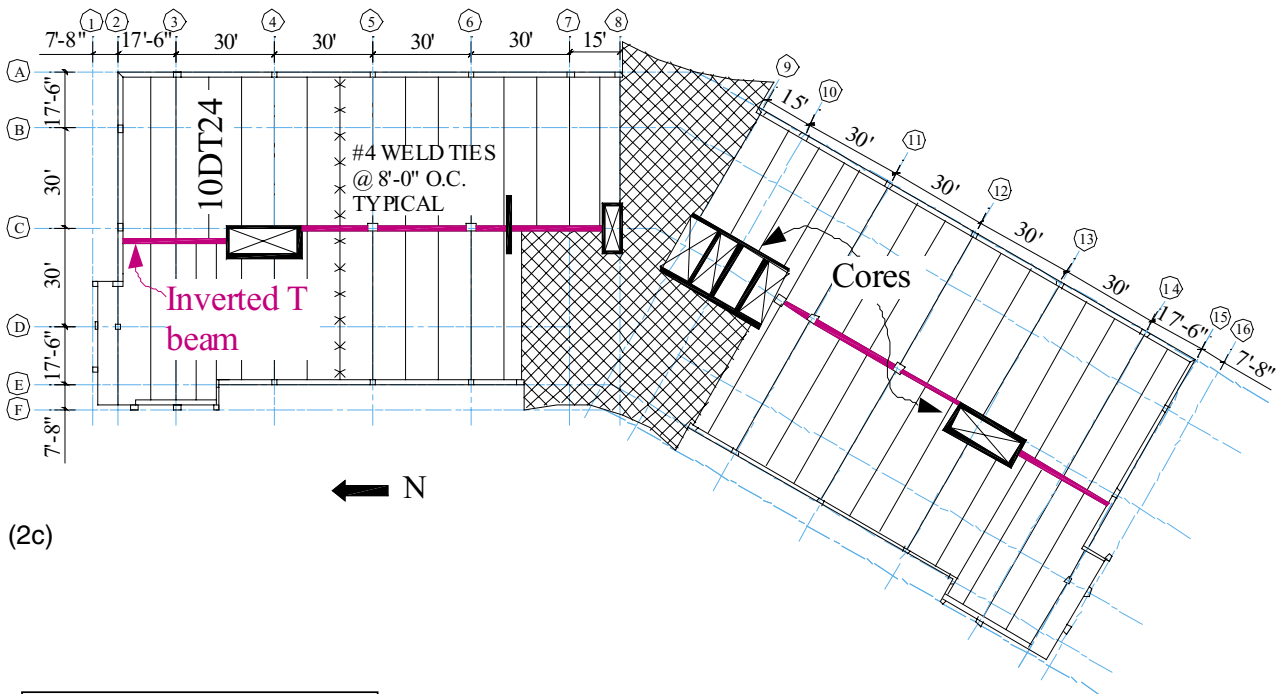 1 2 3 4 5 6 7 8
7'-8" 17'-6" 30' 30' 30' 30' 15'
A
17'-6"
B
30'
C
30'
D
17'-6"
E
F
7'-8"
10DT24
#4 WELD TIES
@ 8'-0" O.C.
TYPICAL
Inverted T
beam
Cores
9
15'
10
30'
11
30'
12
30'
13
30'
14
17'-6"
15
16
7'-8"
N
(2c)